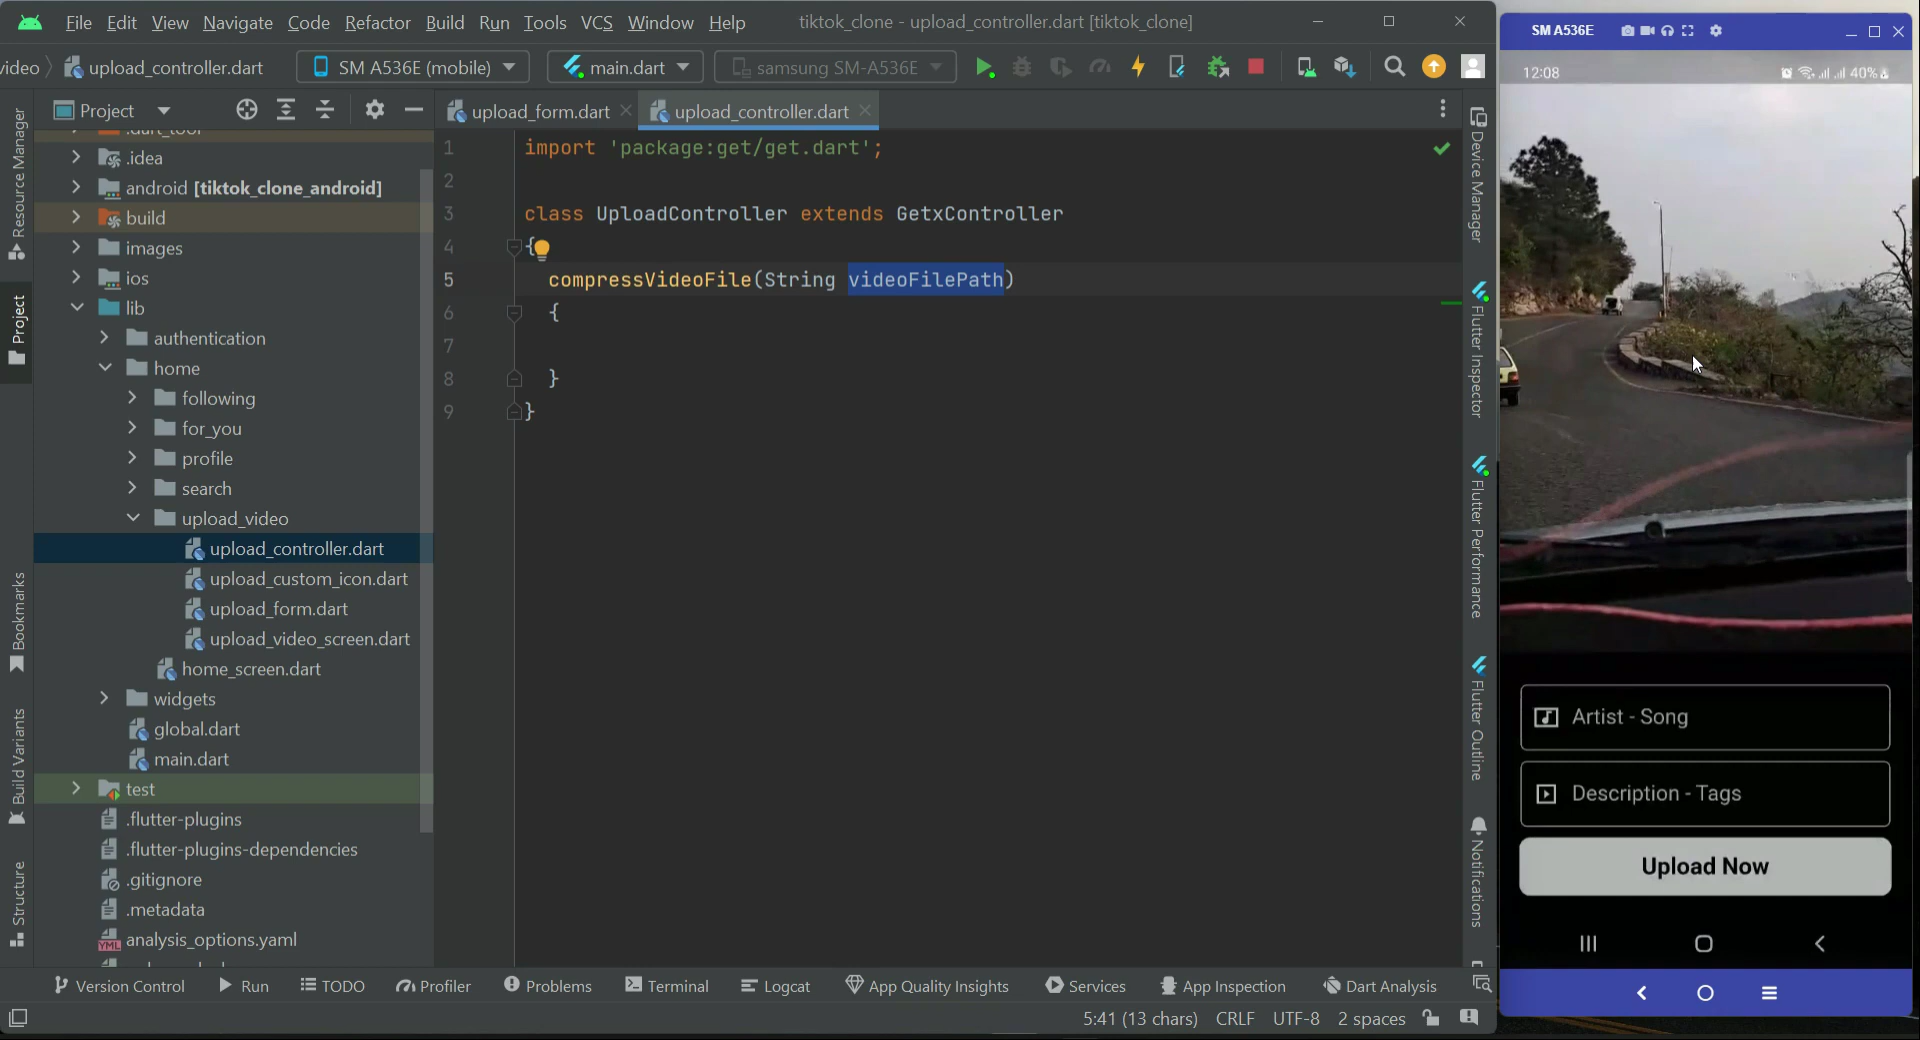 File Edit View Navigate Code Refactor Build Run Tools VCS Window Help tiktok_clone - upload_controller.dart [tiktok_clone]
video upload_controller.dart SM A536E (mobile) main.dart samsung SM-A536E
Project
upload_form.dart upload_controller.dart
.dart_tool
.idea
android [tiktok_clone_android]
build
images
ios
lib
authentication
home
following
for_you
profile
search
upload_video
upload_controller.dart
upload_custom_icon.dart
upload_form.dart
upload_video_screen.dart
home_screen.dart
widgets
global.dart
main.dart
test
.flutter-plugins
.flutter-plugins-dependencies
.gitignore
.metadata
analysis_options.yaml
1 import 'package:get/get.dart';
2
3 class UploadController extends GetxController
4 {
5 compressVideoFile(String videoFilePath)
6 {
7
8 }
9 }
Resource Manager
Project
Bookmarks
Build Variants
Structure
Device Manager
Flutter Inspector
Flutter Performance
Flutter Outline
Notifications
Version Control Run TODO Profiler Problems Terminal Logcat App Quality Insights Services App Inspection Dart Analysis
5:41 (13 chars) CRLF UTF-8 2 spaces
SM A536E
12:08 40%
Artist - Song
Description - Tags
Upload Now